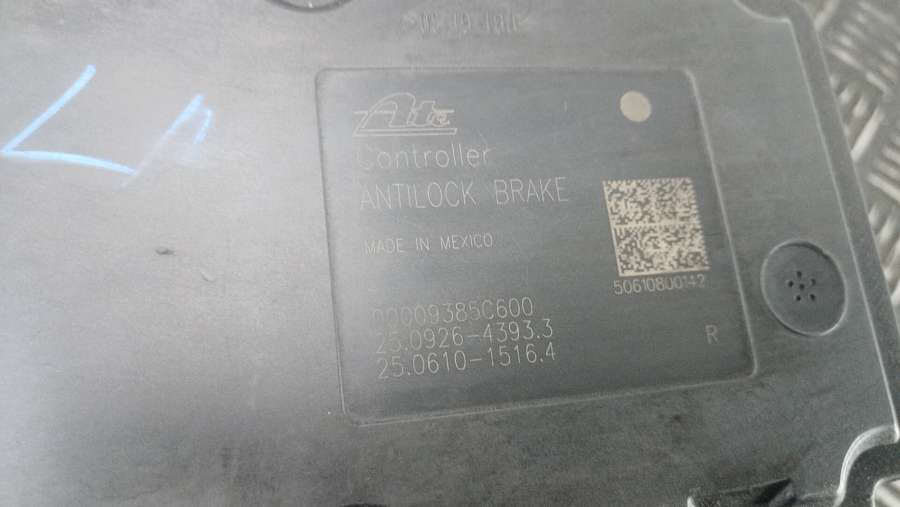 Ate
Controller
ANTILOCK BRAKE
MADE IN MEXICO
50610800142
00009385C600
25.0926-4393.3
25.0610-1516.4
R